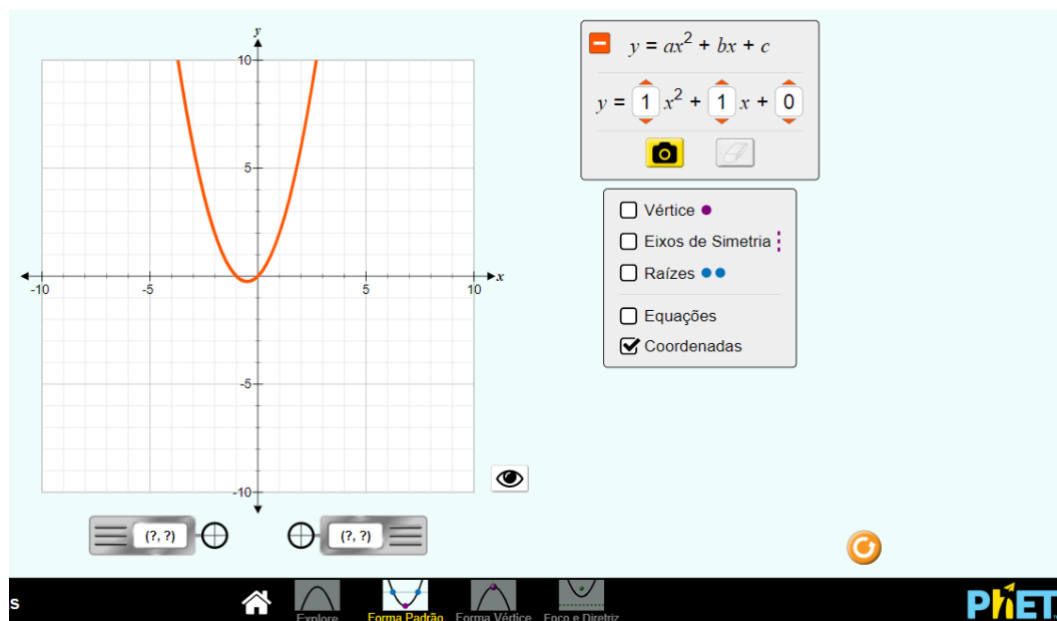 y
10
5
-10
-5
5
10
x
-5
-10
(?, ?)
(?, ?)
y = ax² + bx + c
y = 1 x² + 1 x + 0
Vértice
Eixos de Simetria
Raízes
Equações
Coordenadas
s
Explore
Forma Padrão
Forma Vértice
Foco e Diretriz
PhET